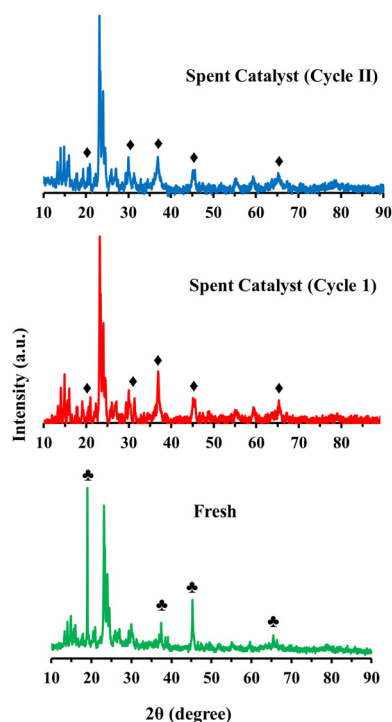 Spent Catalyst (Cycle II)
10 20 30 40 50 60 70 80 90
Spent Catalyst (Cycle 1)
Intensity (a.u.)
10 20 30 40 50 60 70 80
Fresh
10 20 30 40 50 60 70 80 90
2θ (degree)